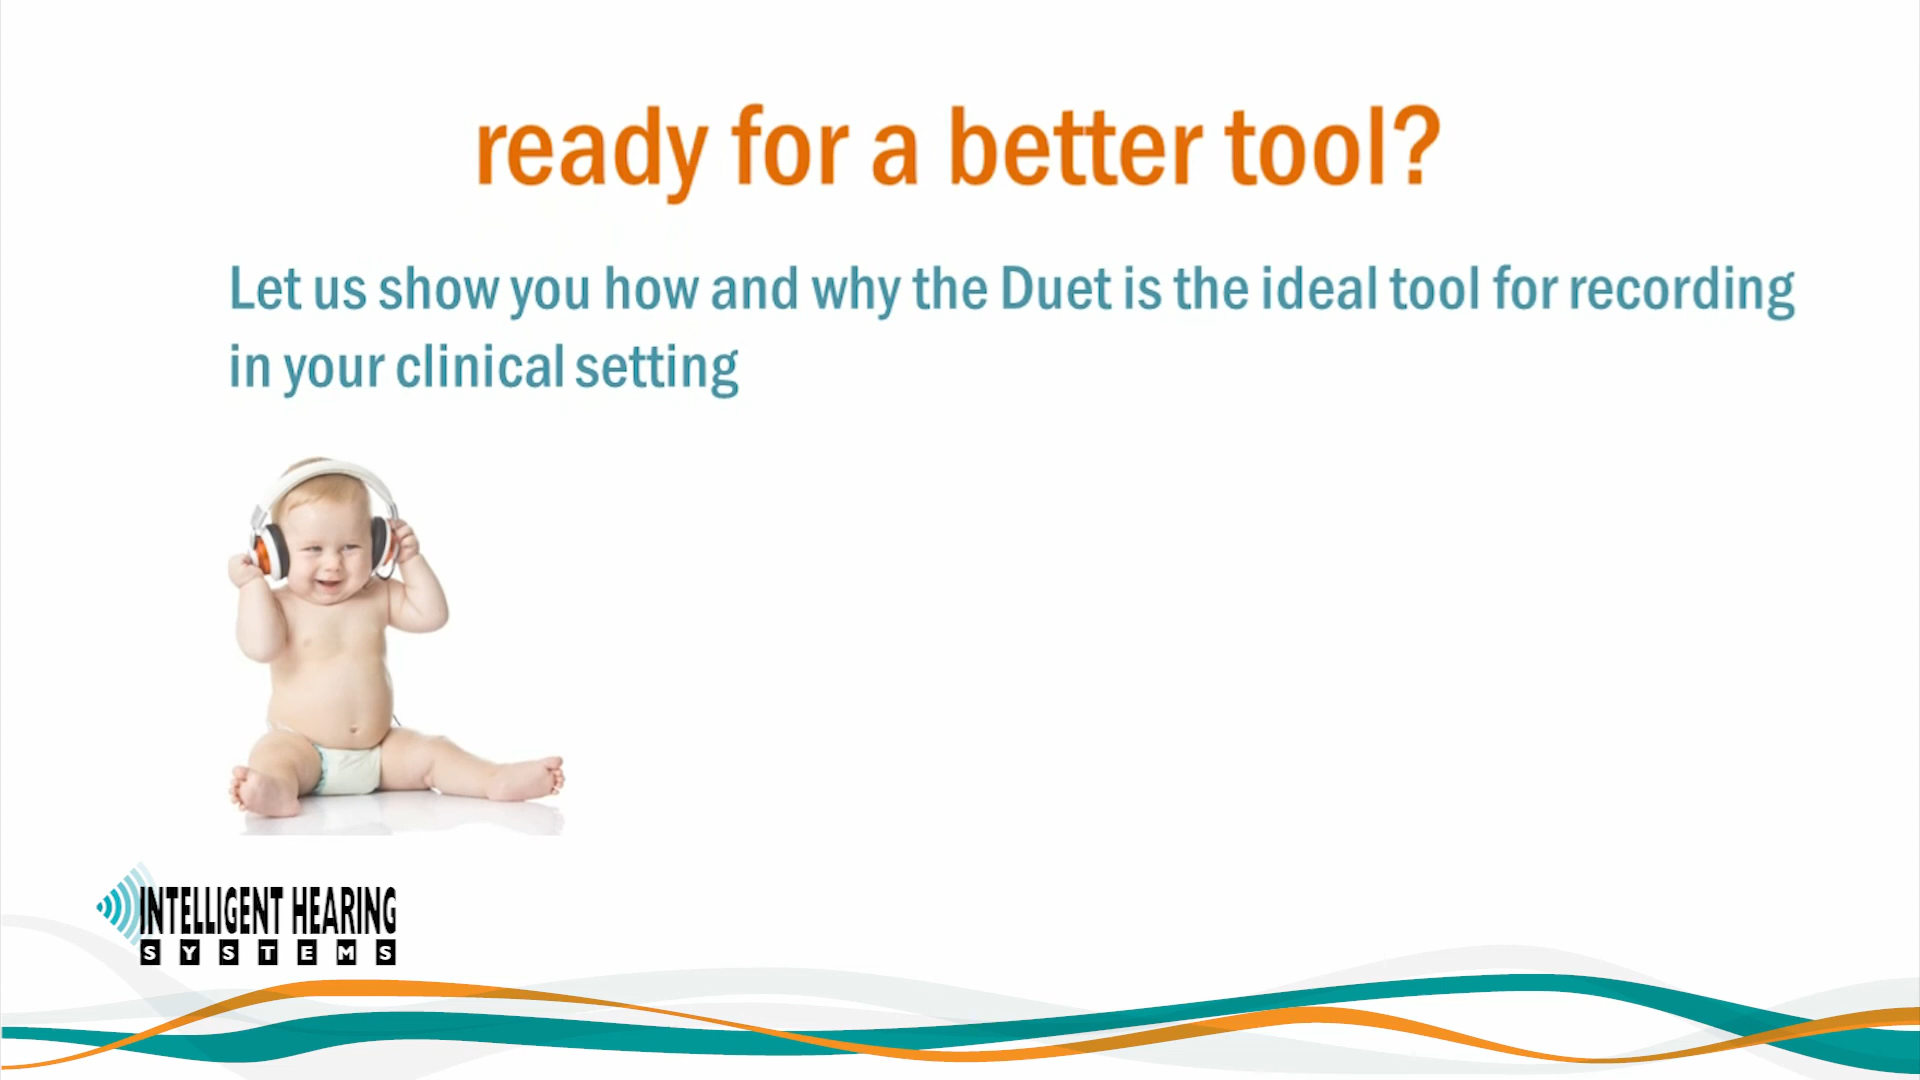 ready for a better tool?
Let us show you how and why the Duet is the ideal tool for recording
in your clinical setting
INTELLIGENT HEARING
SYSTEMS